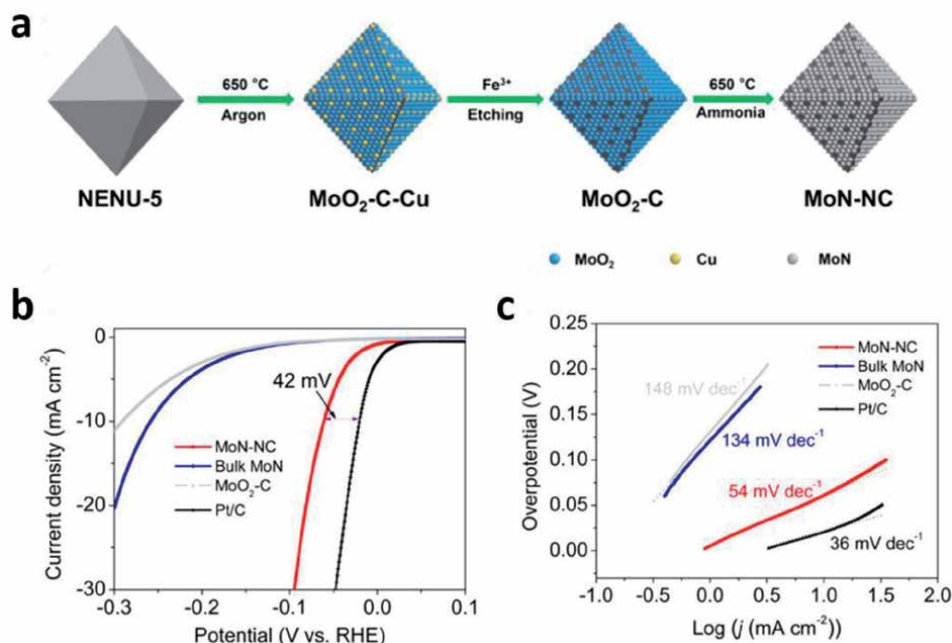 a
650 °C
Argon
Fe³⁺
Etching
650 °C
Ammonia
NENU-5
MoO₂-C-Cu
MoO₂-C
MoN-NC
MoO₂
Cu
MoN
b
Current density (mA cm⁻²)
0
-10
-20
-30
42 mV
MoN-NC
Bulk MoN
MoO₂-C
Pt/C
-0.3
-0.2
-0.1
0.0
0.1
Potential (V vs. RHE)
c
Overpotential (V)
0.25
0.20
0.15
0.10
0.05
0.00
MoN-NC
Bulk MoN
MoO₂-C
Pt/C
148 mV dec⁻¹
134 mV dec⁻¹
54 mV dec⁻¹
36 mV dec⁻¹
-1.0
-0.5
0.0
0.5
1.0
1.5
2.0
Log (j (mA cm⁻²)